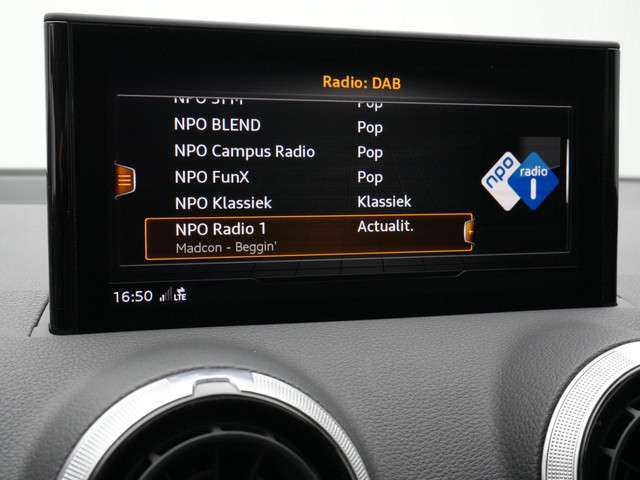 Radio: DAB
Pop
NPO BLEND Pop
NPO Campus Radio Pop
NPO FunX Pop
NPO Klassiek Klassiek
NPO Radio 1 Actualit.
Madcon - Beggin'
npo radio 1
16:50 LTE